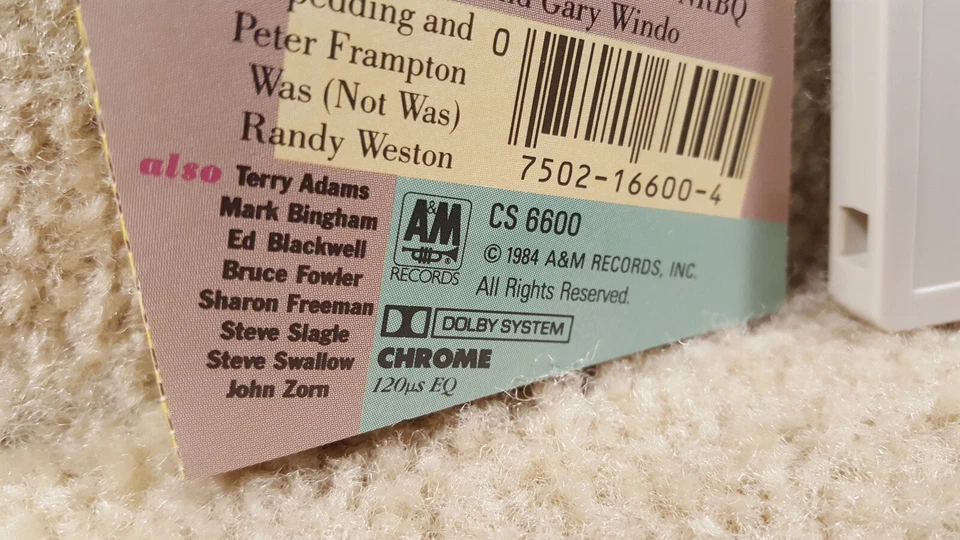 NRBQ
and Gary Windo
pedding and
Peter Frampton
Was (Not Was)
Randy Weston
0
7502-16600-4
also Terry Adams
Mark Bingham
Ed Blackwell
Bruce Fowler
Sharon Freeman
Steve Slagle
Steve Swallow
John Zorn
A&M
RECORDS
CS 6600
© 1984 A&M RECORDS, INC.
All Rights Reserved.
DOLBY SYSTEM
CHROME
120µs EQ